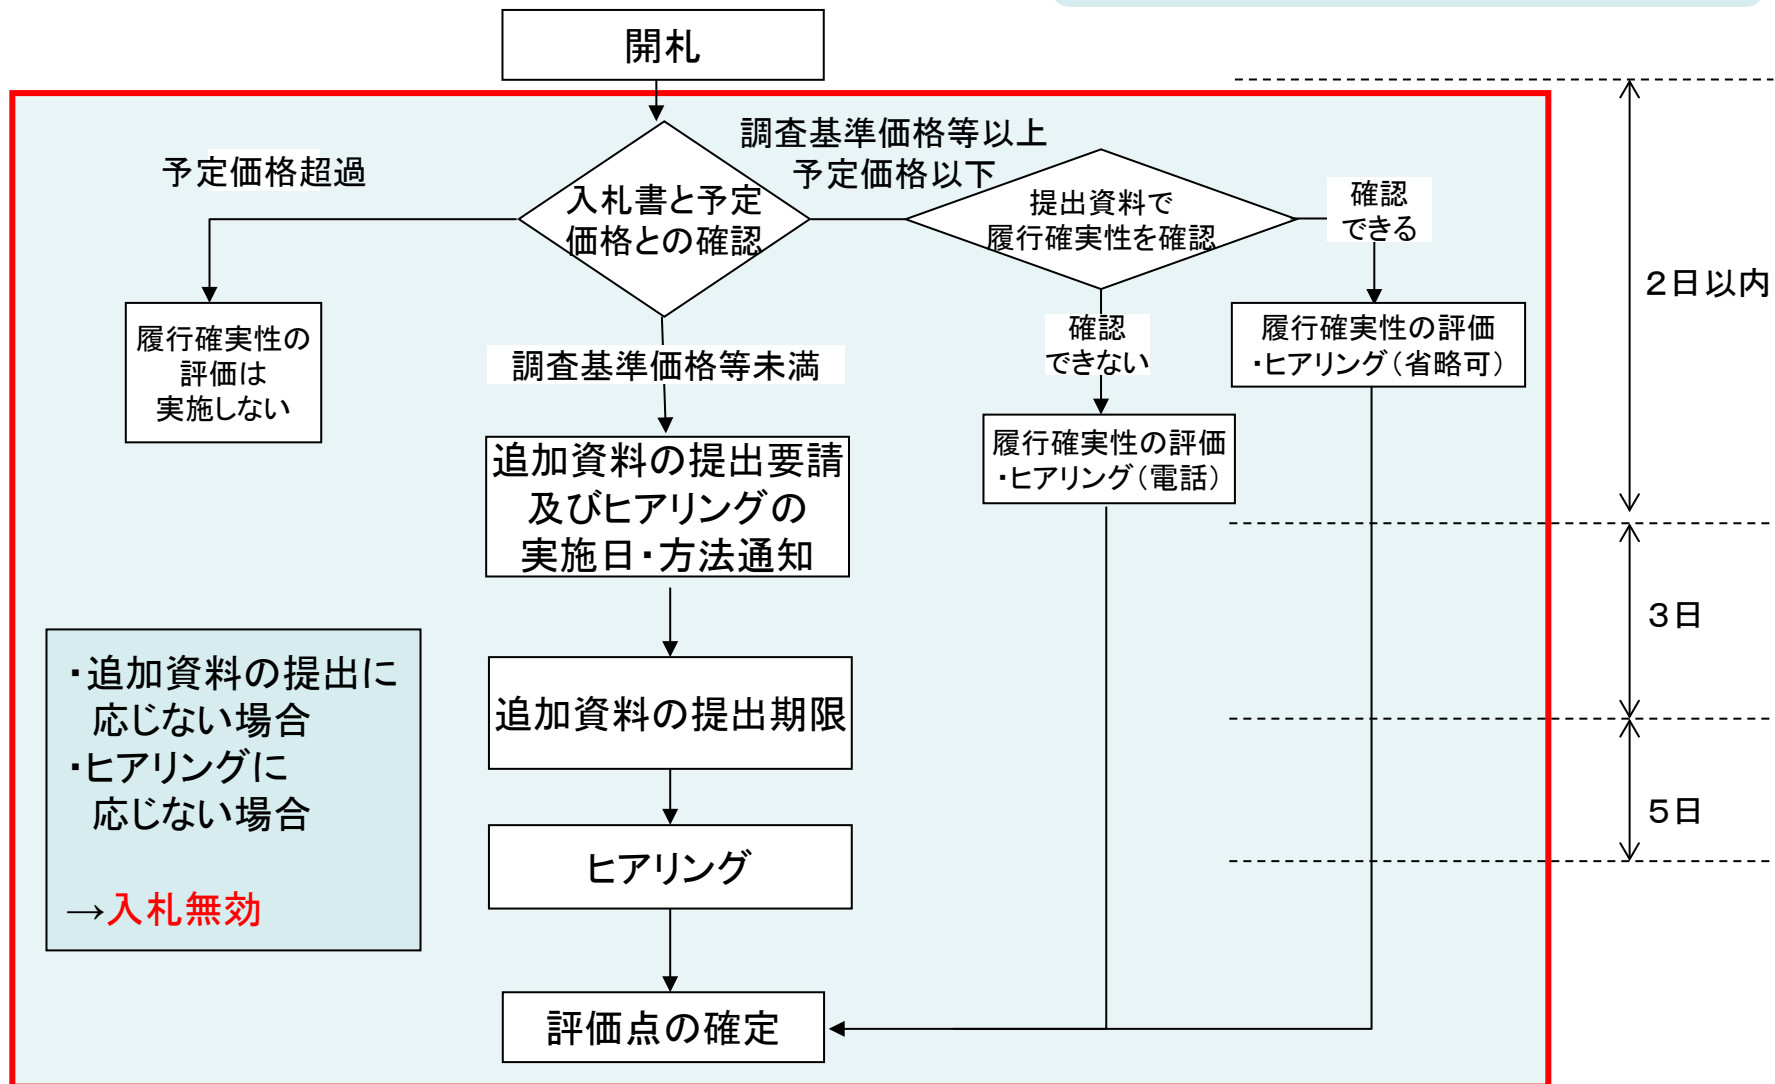 開札
予定価格超過
調査基準価格等以上
予定価格以下
入札書と予定
価格との確認
提出資料で
履行確実性を確認
確認
できる
2日以内
履行確実性の
評価は
実施しない
調査基準価格等未満
確認
できない
履行確実性の評価
・ヒアリング(省略可)
履行確実性の評価
・ヒアリング(電話)
追加資料の提出要請
及びヒアリングの
実施日・方法通知
3日
・追加資料の提出に
応じない場合
・ヒアリングに
応じない場合
→入札無効
追加資料の提出期限
5日
ヒアリング
評価点の確定